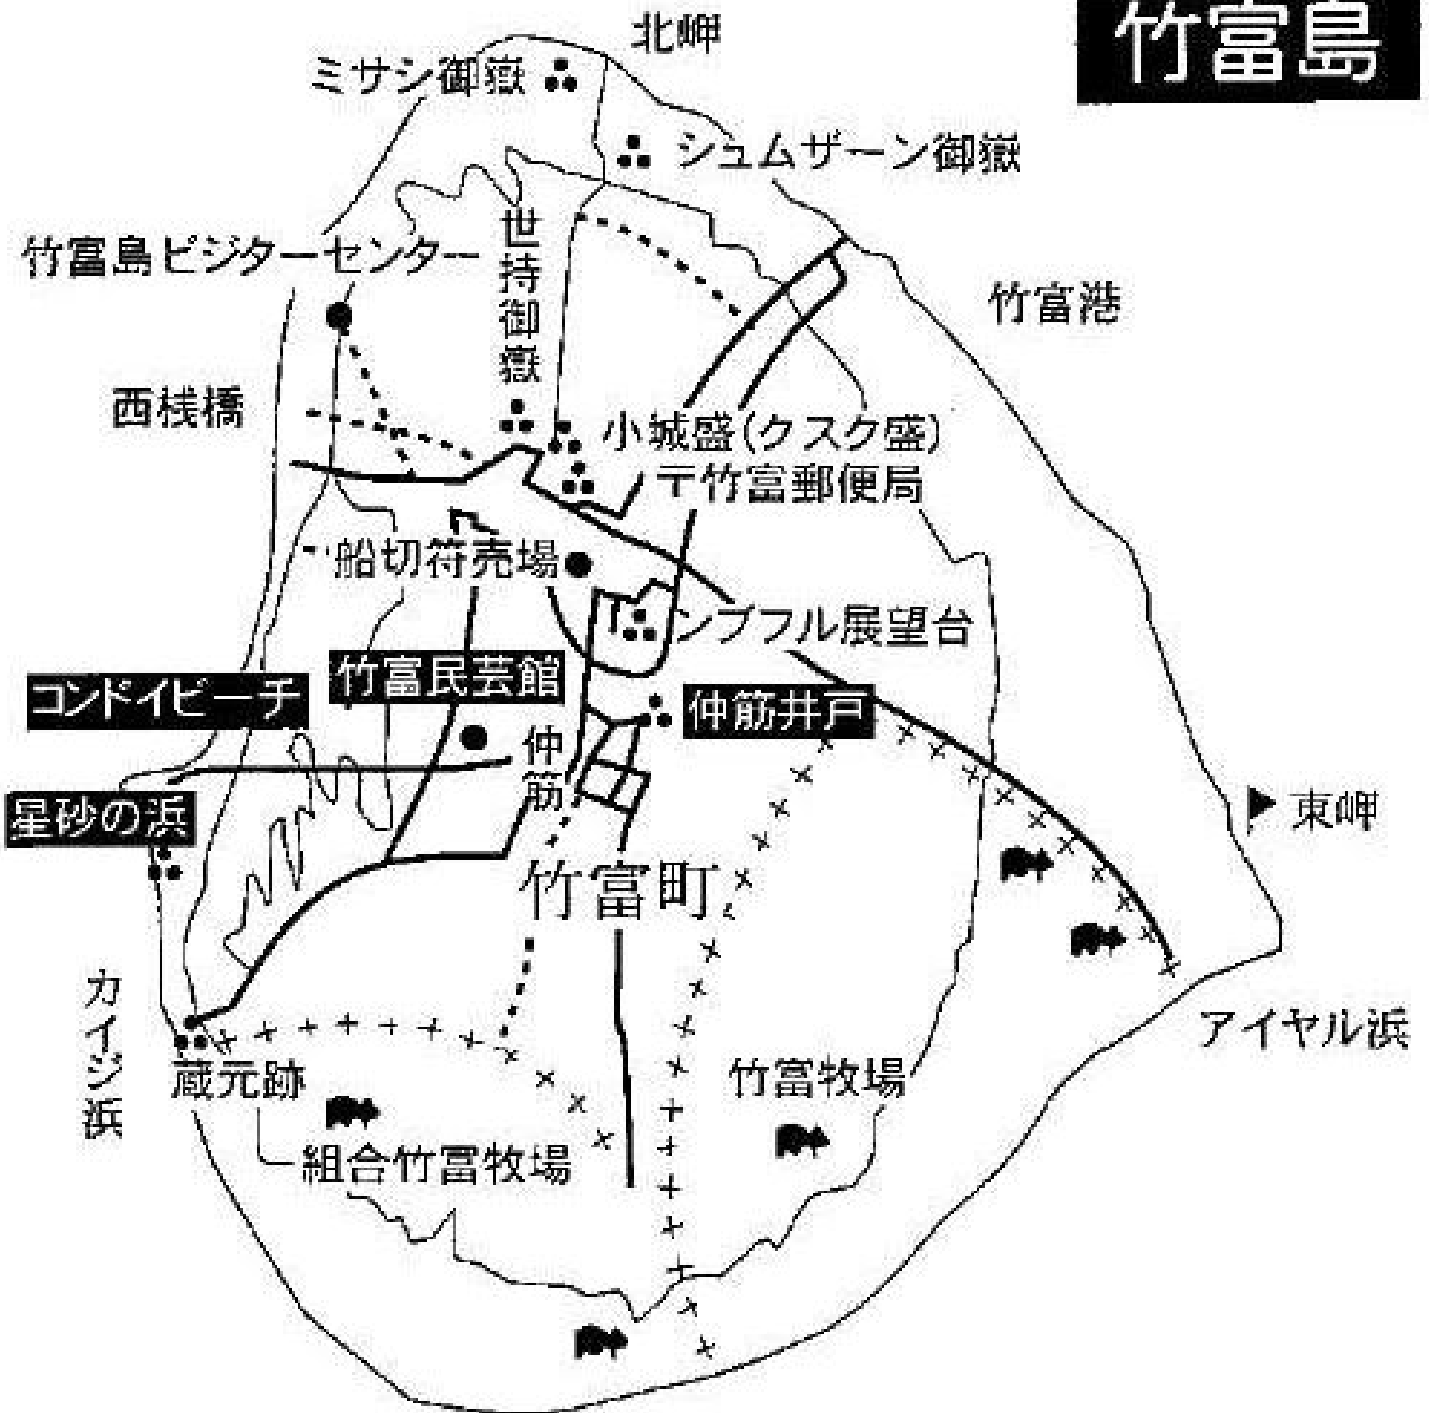 竹富島
北岬
ミサシ御嶽
シュムザーン御嶽
竹富島ビジターセンター
世持御嶽
竹富港
西桟橋
小城盛(クスク盛)
〒竹富郵便局
船切符売場
ンブフル展望台
竹富民芸館
コンドイビーチ
仲筋井戸
仲筋
星砂の浜
東岬
竹富町
カイジ浜
アイヤル浜
蔵元跡
竹富牧場
組合竹富牧場